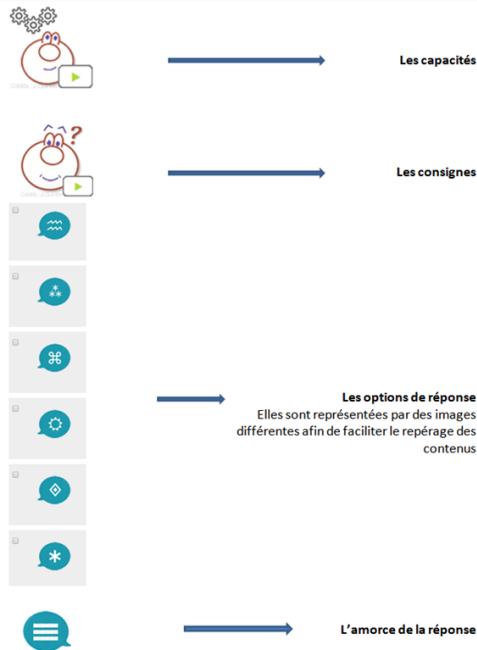 Les capacités
?
Les consignes
Les options de réponse
Elles sont représentées par des images
différentes afin de faciliter le repérage des
contenus
L'amorce de la réponse